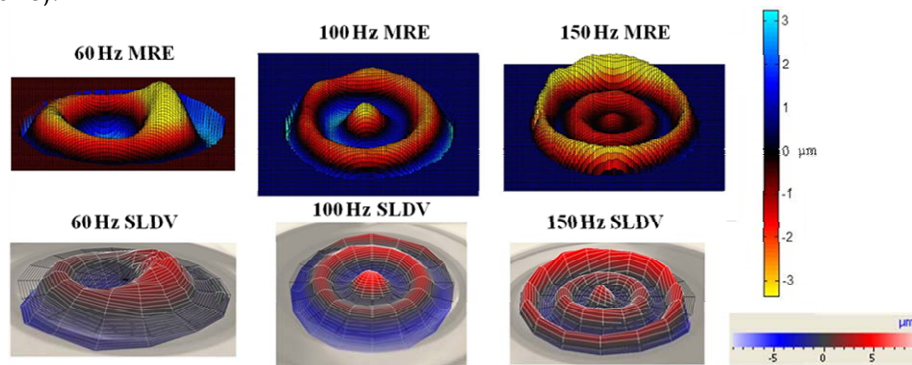 60 Hz MRE
100 Hz MRE
150 Hz MRE
3
2
1
0 μm
-1
-2
-3
60 Hz SLDV
100 Hz SLDV
150 Hz SLDV
μm
-5 0 5